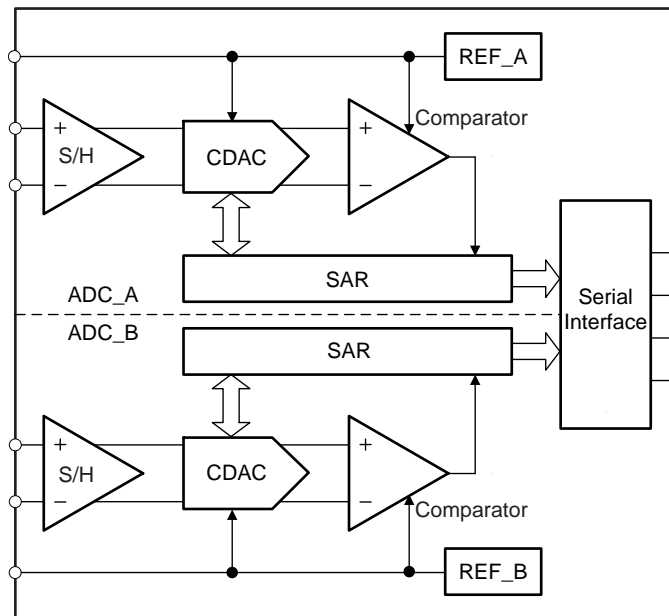 REF_A
+
S/H
−
CDAC
+
−
Comparator
SAR
ADC_A
Serial
Interface
ADC_B
SAR
+
S/H
−
CDAC
+
−
Comparator
REF_B